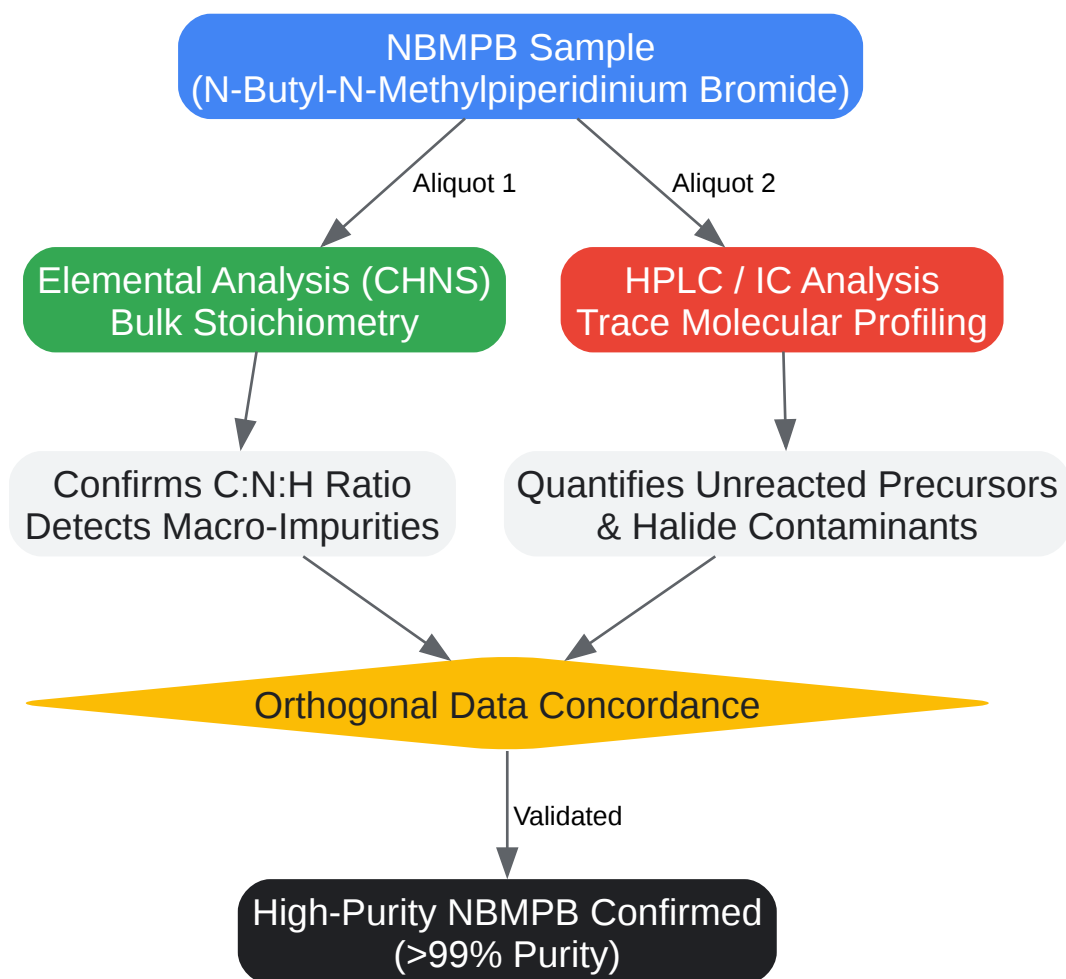 NBMPB Sample
(N-Butyl-N-Methylpiperidinium Bromide)
Aliquot 1
Aliquot 2
Elemental Analysis (CHNS)
Bulk Stoichiometry
HPLC / IC Analysis
Trace Molecular Profiling
Confirms C:N:H Ratio
Detects Macro-Impurities
Quantifies Unreacted Precursors
& Halide Contaminants
Orthogonal Data Concordance
Validated
High-Purity NBMPB Confirmed
(>99% Purity)